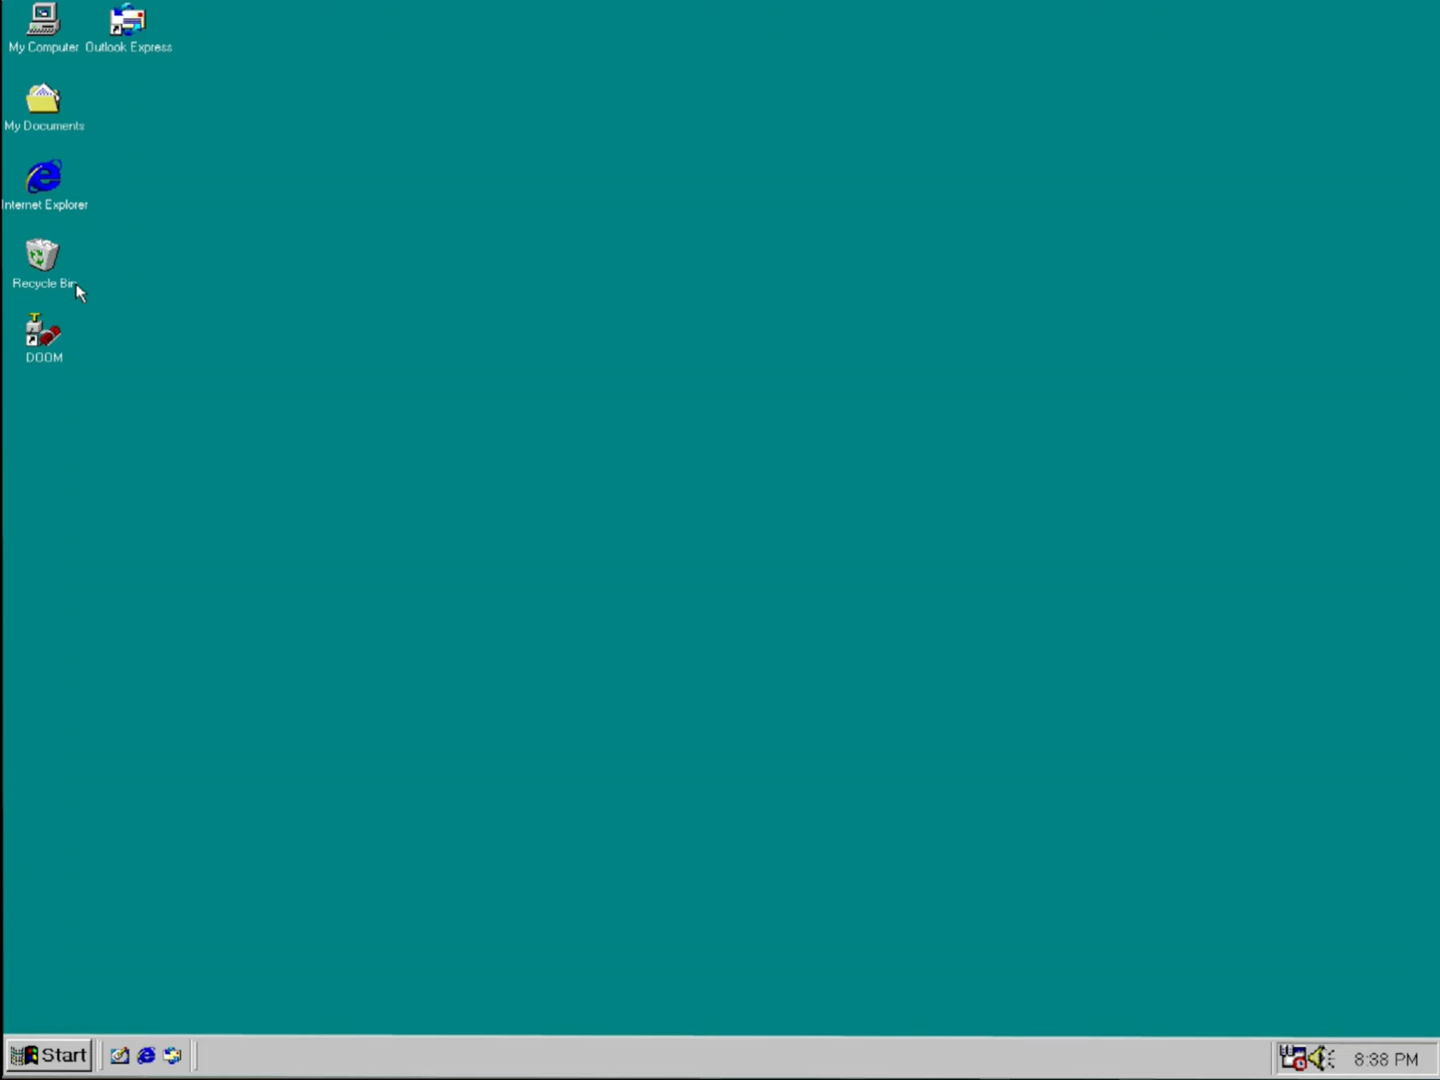 My Computer
Outlook Express
My Documents
Internet Explorer
Recycle Bin
DOOM
Start
8:38 PM